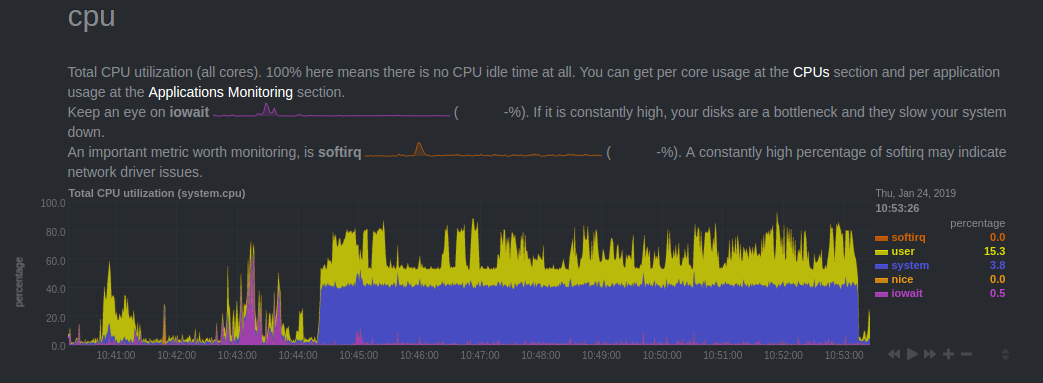 cpu
Total CPU utilization (all cores). 100% here means there is no CPU idle time at all. You can get per core usage at the CPUs section and per application
usage at the Applications Monitoring section.
Keep an eye on iowait ( -%). If it is constantly high, your disks are a bottleneck and they slow your system
down.
An important metric worth monitoring, is softirq ( -%). A constantly high percentage of softirq may indicate
network driver issues.
Total CPU utilization (system.cpu)
Thu, Jan 24, 2019
10:53:26
percentage
softirq 0.0
user 15.3
system 3.8
nice 0.0
iowait 0.5
percentage
100.0
80.0
60.0
40.0
20.0
0.0
10:41:00 10:42:00 10:43:00 10:44:00 10:45:00 10:46:00 10:47:00 10:48:00 10:49:00 10:50:00 10:51:00 10:52:00 10:53:00